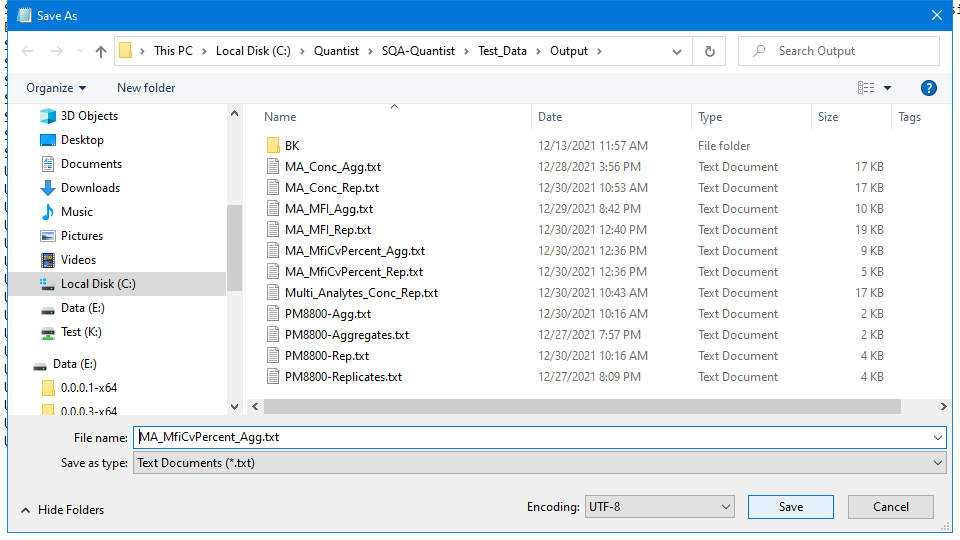 Save As
This PC > Local Disk (C:) > Quantist > SQA-Quantist > Test_Data > Output >
Search Output
Organize New folder
Name Date Type Size Tags
3D Objects
Desktop
Documents
Downloads
Music
Pictures
Videos
Local Disk (C:)
Data (E:)
Test (K:)
Data (E:)
0.0.0.1-x64
0.0.0.3-x64
BK 12/13/2021 11:57 AM File folder
MA_Conc_Agg.txt 12/28/2021 3:56 PM Text Document 17 KB
MA_Conc_Rep.txt 12/30/2021 10:53 AM Text Document 17 KB
MA_MFI_Agg.txt 12/29/2021 8:42 PM Text Document 10 KB
MA_MFI_Rep.txt 12/30/2021 12:40 PM Text Document 19 KB
MA_MfiCvPercent_Agg.txt 12/30/2021 12:36 PM Text Document 9 KB
MA_MfiCvPercent_Rep.txt 12/30/2021 12:36 PM Text Document 5 KB
Multi_Analytes_Conc_Rep.txt 12/30/2021 10:43 AM Text Document 17 KB
PM8800-Agg.txt 12/30/2021 10:16 AM Text Document 2 KB
PM8800-Aggregates.txt 12/27/2021 7:57 PM Text Document 2 KB
PM8800-Rep.txt 12/30/2021 10:16 AM Text Document 4 KB
PM8800-Replicates.txt 12/27/2021 8:09 PM Text Document 4 KB
File name: MA_MfiCvPercent_Agg.txt
Save as type: Text Documents (*.txt)
Hide Folders
Encoding: UTF-8 Save Cancel